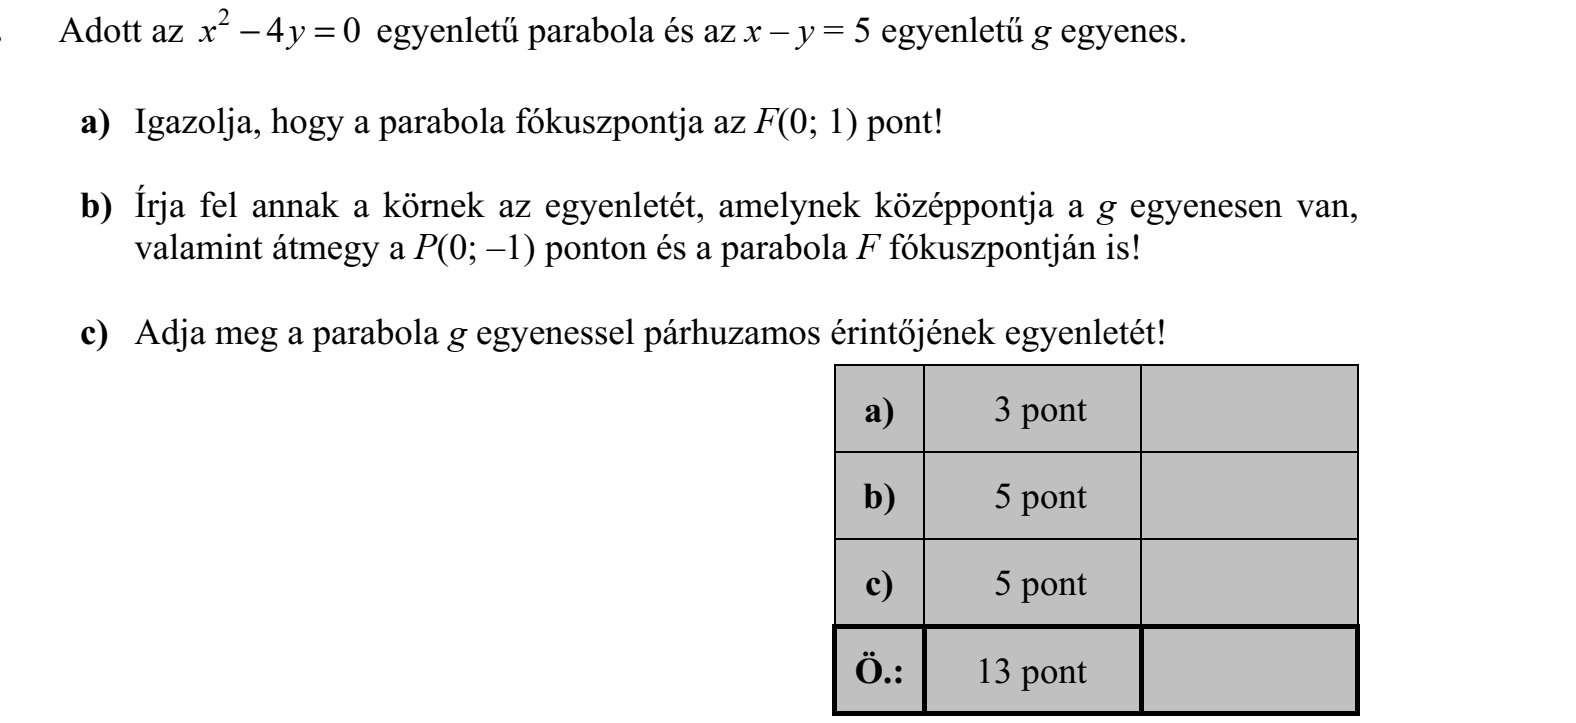 Adott az x² – 4y = 0 egyenletű parabola és az x – y = 5 egyenletű g egyenes.
a) Igazolja, hogy a parabola fókuszpontja az F(0; 1) pont!
b) Írja fel annak a körnek az egyenletét, amelynek középpontja a g egyenesen van,
valamint átmegy a P(0; –1) ponton és a parabola F fókuszpontján is!
c) Adja meg a parabola g egyenessel párhuzamos érintőjének egyenletét!
a) 3 pont
b) 5 pont
c) 5 pont
Ö.: 13 pont